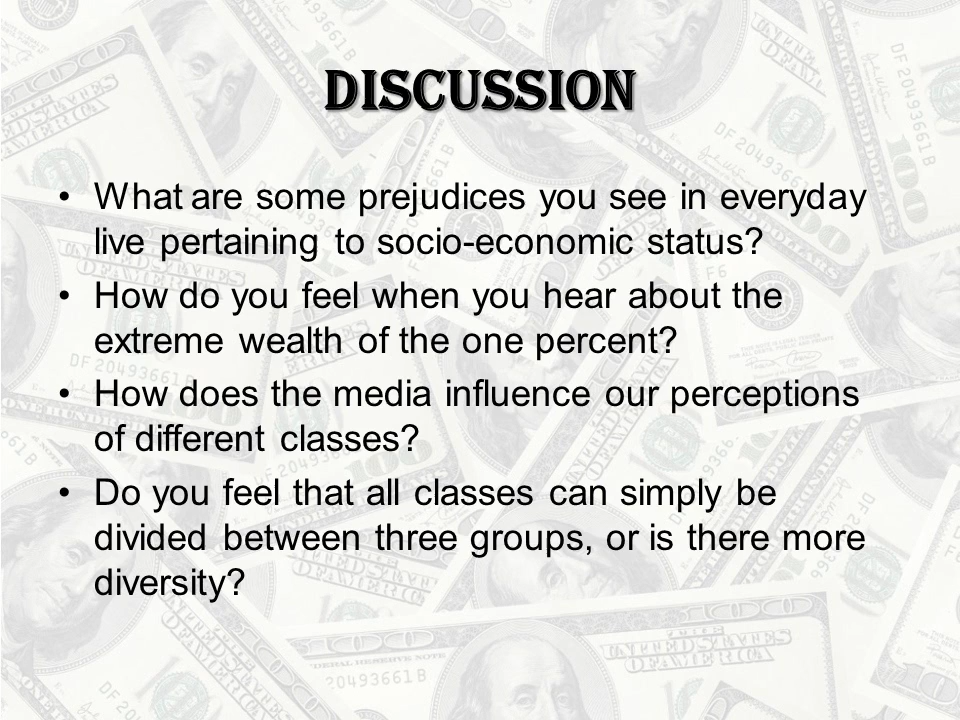 DISCUSSION
• What are some prejudices you see in everyday
live pertaining to socio-economic status?
• How do you feel when you hear about the
extreme wealth of the one percent?
• How does the media influence our perceptions
of different classes?
• Do you feel that all classes can simply be
divided between three groups, or is there more
diversity?